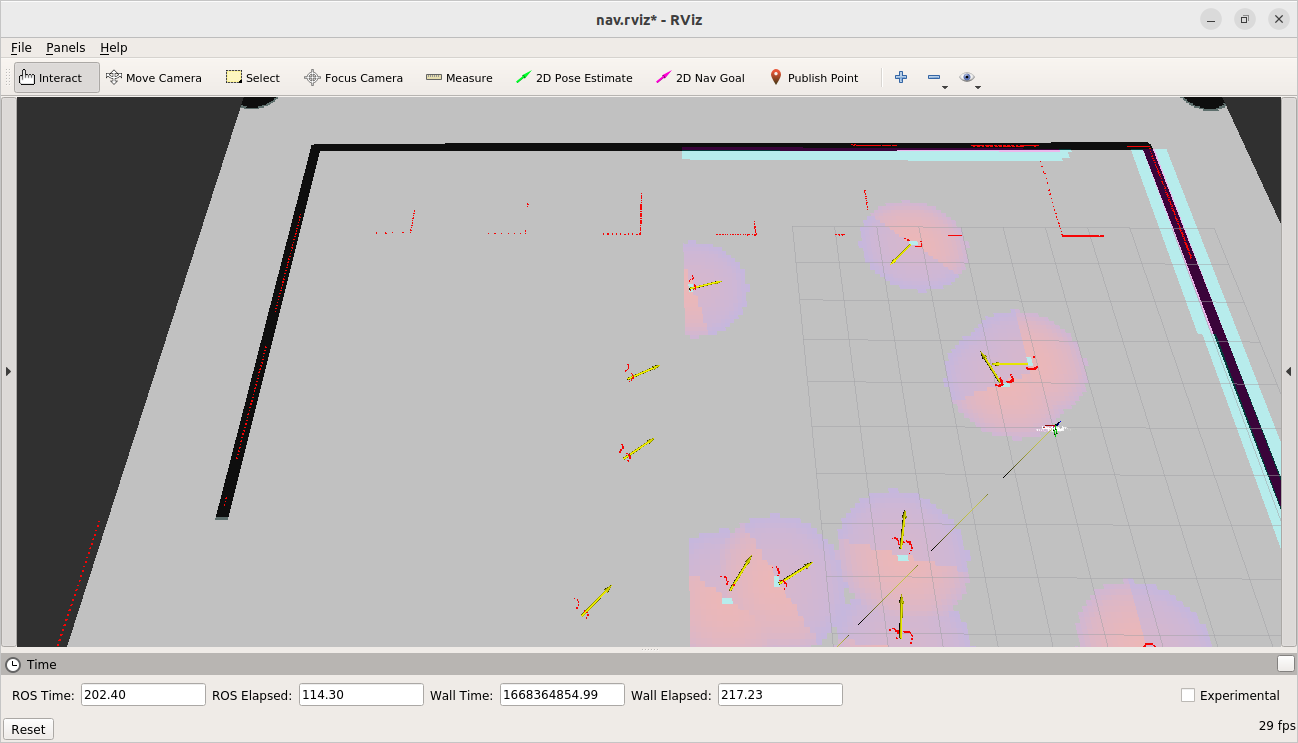 nav.rviz* - RViz
File Panels Help
Interact Move Camera Select Focus Camera Measure 2D Pose Estimate 2D Nav Goal Publish Point
Time
ROS Time: 202.40 ROS Elapsed: 114.30 Wall Time: 1668364854.99 Wall Elapsed: 217.23 Experimental
Reset 29 fps